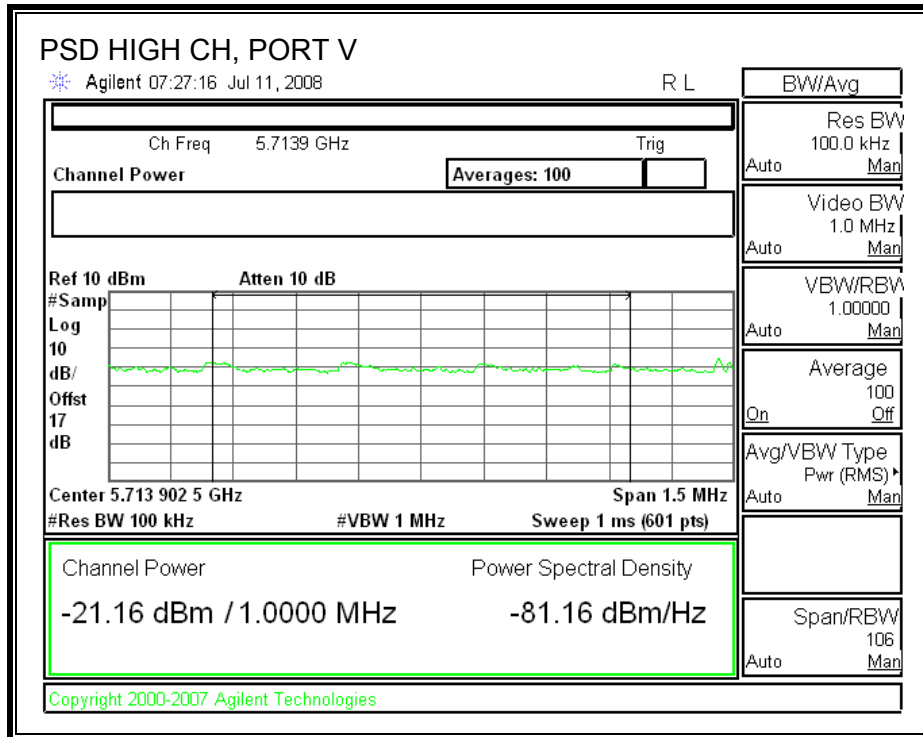 PSD HIGH CH, PORT V
Agilent 07:27:16 Jul 11, 2008 R L
Ch Freq 5.7139 GHz Trig
Channel Power Averages: 100
Ref 10 dBm Atten 10 dB
#Samp
Log
10
dB/
Offst
17
dB
Center 5.713 902 5 GHz Span 1.5 MHz
#Res BW 100 kHz #VBW 1 MHz Sweep 1 ms (601 pts)
Channel Power Power Spectral Density
-21.16 dBm / 1.0000 MHz -81.16 dBm/Hz
Copyright 2000-2007 Agilent Technologies
BW/Avg
Res BW
100.0 kHz
Auto Man
Video BW
1.0 MHz
Auto Man
VBW/RBW
1.00000
Auto Man
Average
100
On Off
Avg/VBW Type
Pwr (RMS)
Auto Man
Span/RBW
106
Auto Man